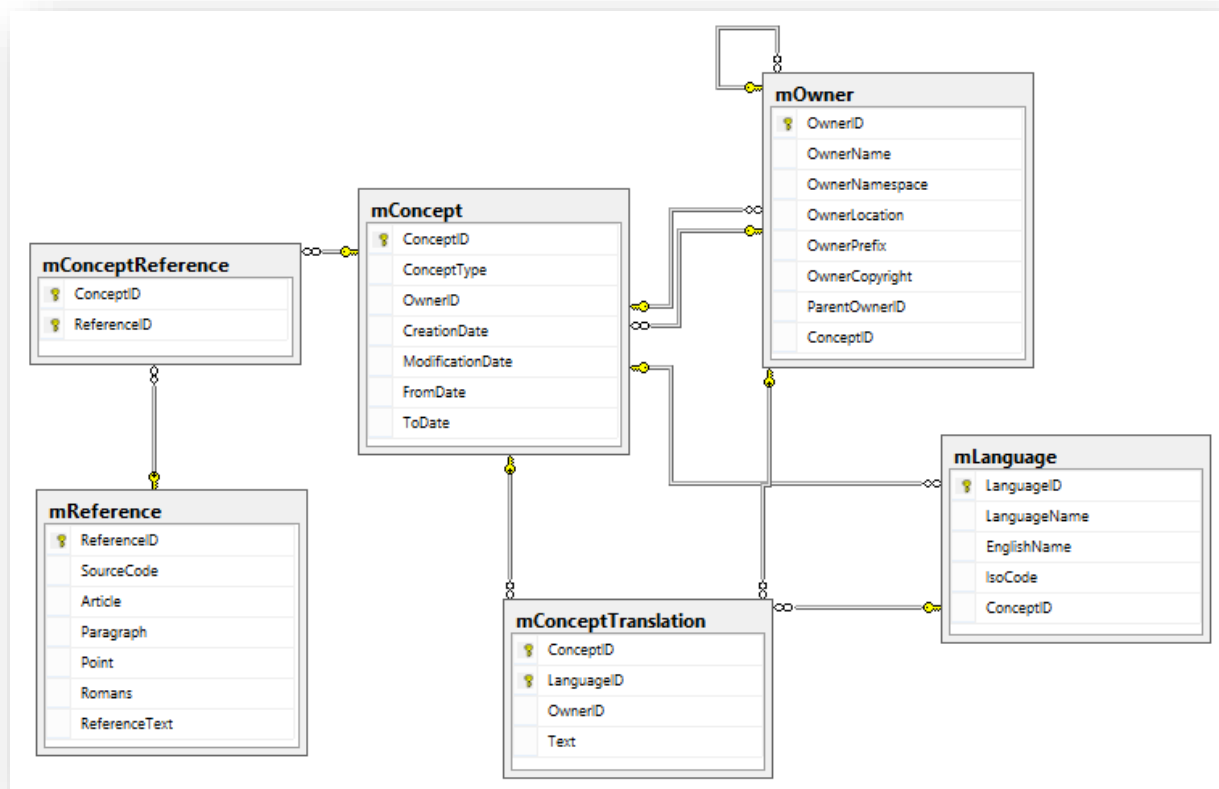 mOwner
OwnerID
OwnerName
OwnerNamespace
OwnerLocation
OwnerPrefix
OwnerCopyright
ParentOwnerID
ConceptID
mConcept
ConceptID
ConceptType
OwnerID
CreationDate
ModificationDate
FromDate
ToDate
mConceptReference
ConceptID
ReferenceID
mLanguage
LanguageID
LanguageName
EnglishName
IsoCode
ConceptID
mReference
ReferenceID
SourceCode
Article
Paragraph
Point
Romans
ReferenceText
mConceptTranslation
ConceptID
LanguageID
OwnerID
Text